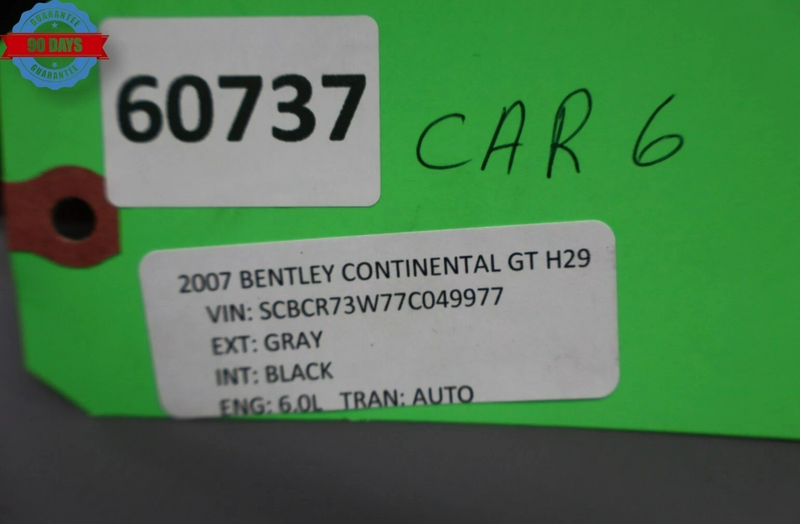 GUARANTEE
90 DAYS
GUARANTEE
60737
CAR 6
2007 BENTLEY CONTINENTAL GT H29
VIN: SCBCR73W77C049977
EXT: GRAY
INT: BLACK
ENG: 6.0L TRAN: AUTO